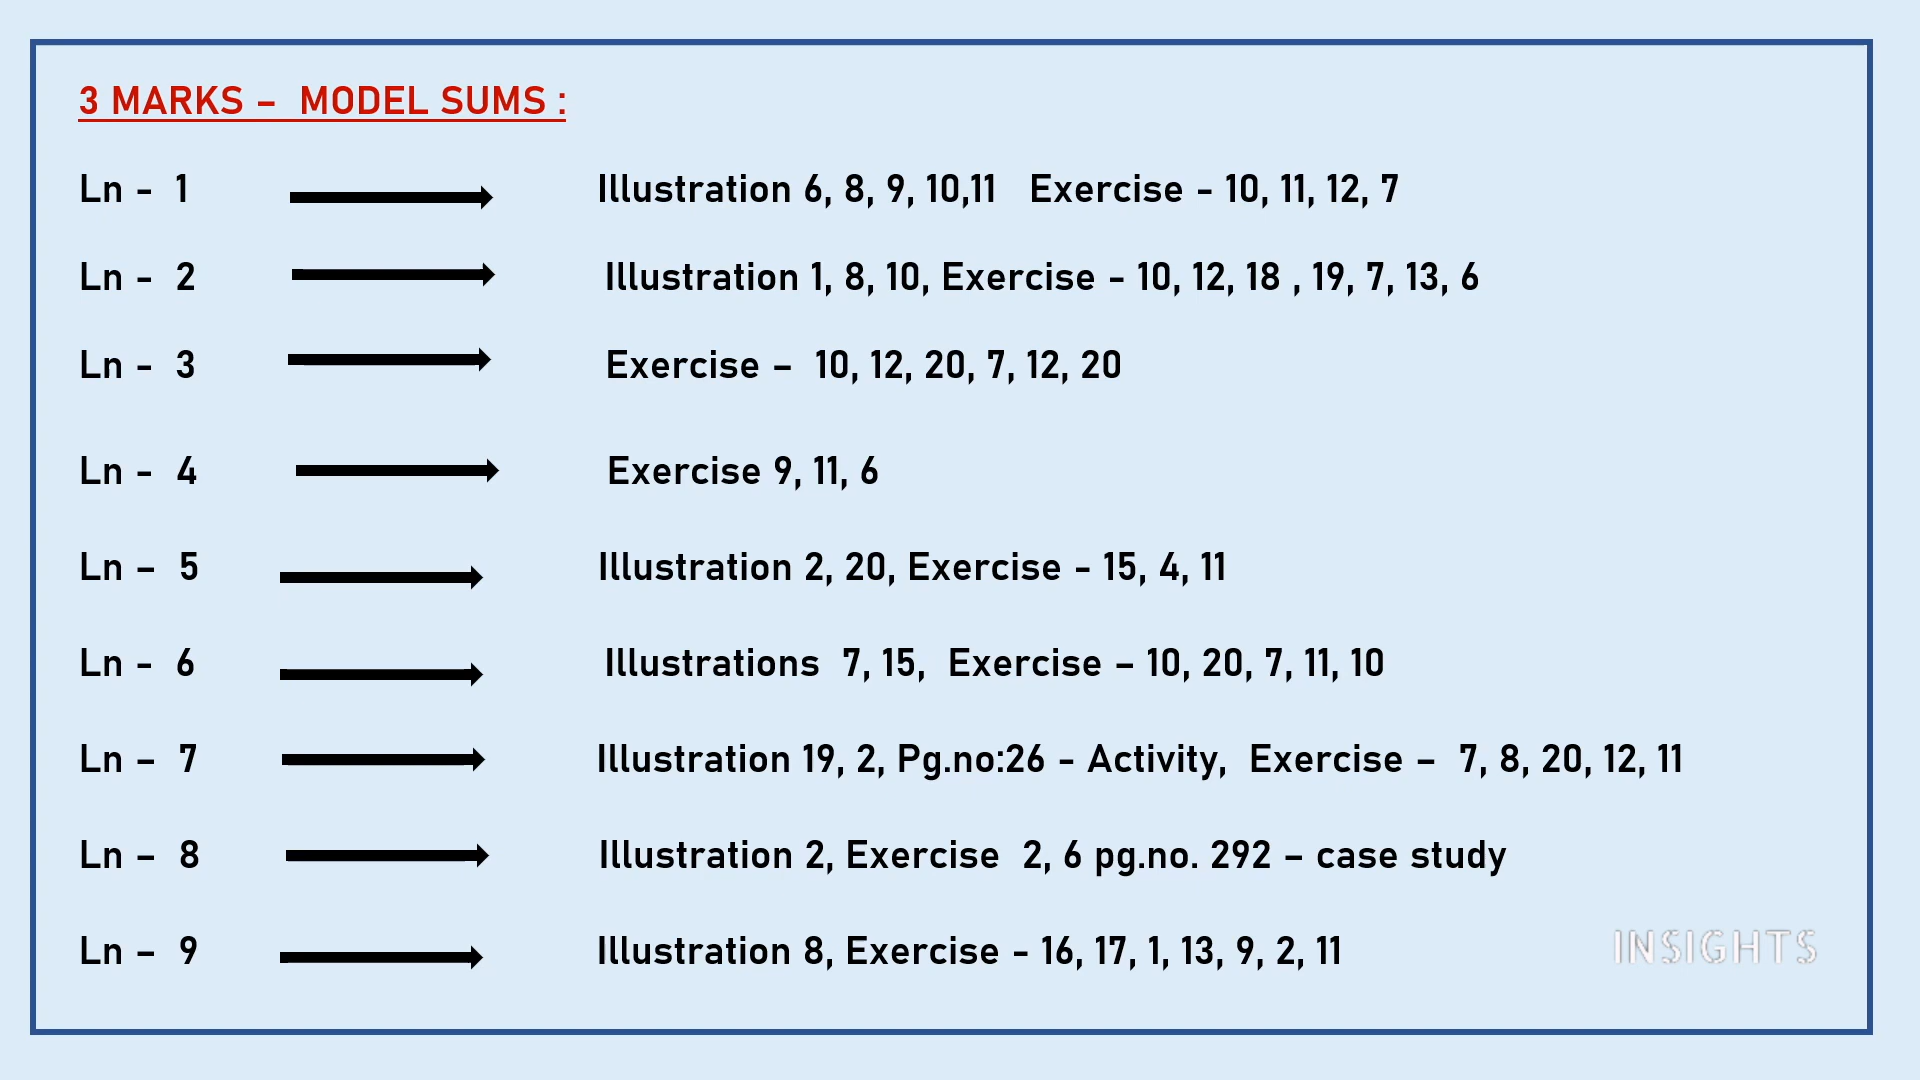 3 MARKS – MODEL SUMS :
Ln - 1 Illustration 6, 8, 9, 10,11 Exercise - 10, 11, 12, 7
Ln - 2 Illustration 1, 8, 10, Exercise - 10, 12, 18 , 19, 7, 13, 6
Ln - 3 Exercise – 10, 12, 20, 7, 12, 20
Ln - 4 Exercise 9, 11, 6
Ln – 5 Illustration 2, 20, Exercise - 15, 4, 11
Ln - 6 Illustrations 7, 15, Exercise – 10, 20, 7, 11, 10
Ln – 7 Illustration 19, 2, Pg.no:26 - Activity, Exercise – 7, 8, 20, 12, 11
Ln – 8 Illustration 2, Exercise 2, 6 pg.no. 292 – case study
Ln – 9 Illustration 8, Exercise - 16, 17, 1, 13, 9, 2, 11
INSIGHTS